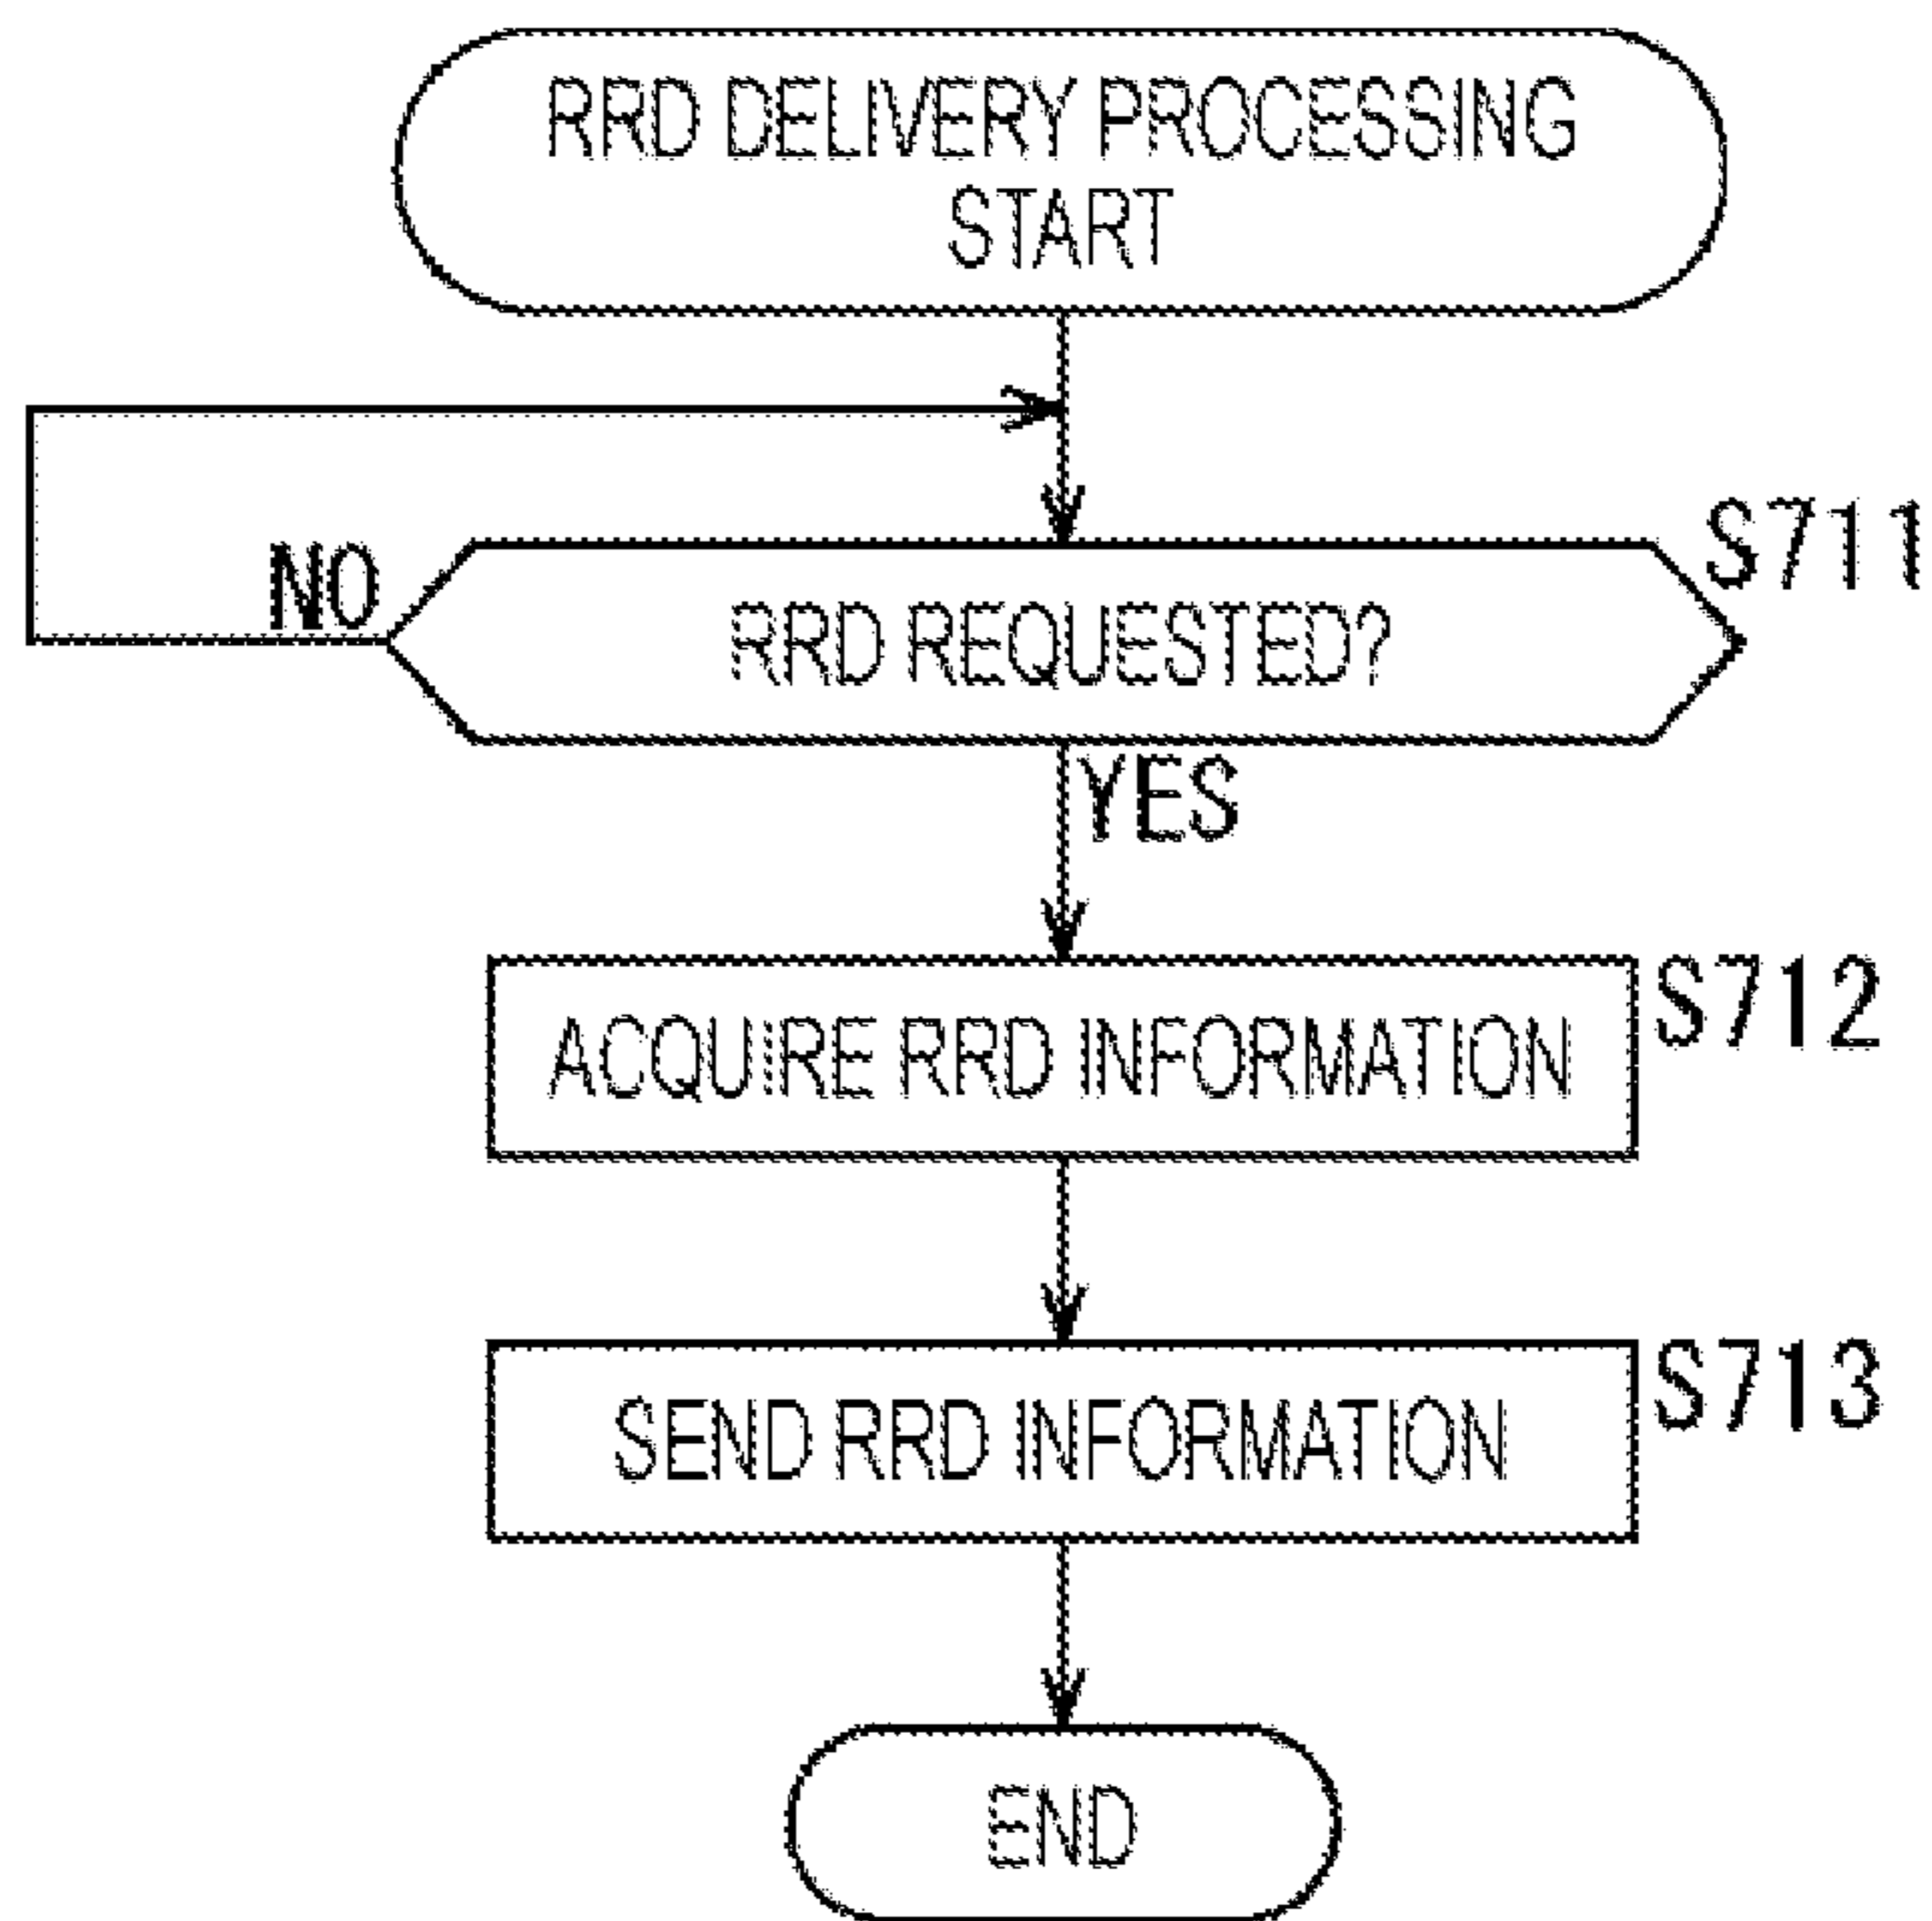 RRD DELIVERY PROCESSING
START
S711
NO
RRD REQUESTED?
YES
S712
ACQUIRE RRD INFORMATION
S713
SEND RRD INFORMATION
END